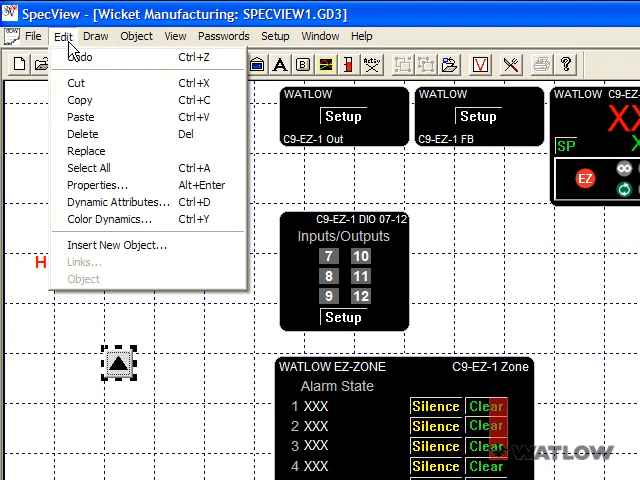 SpecView - [Wicket Manufacturing: SPECVIEW1.GD3]
File Edit Draw Object View Passwords Setup Window Help
Undo Ctrl+Z
Cut Ctrl+X
Copy Ctrl+C
Paste Ctrl+V
Delete Del
Replace
Select All Ctrl+A
Properties... Alt+Enter
Dynamic Attributes... Ctrl+D
Color Dynamics... Ctrl+Y
Insert New Object...
Links...
Object
H
WATLOW
Setup
C9-EZ-1 Out
WATLOW
Setup
C9-EZ-1 FB
WATLOW C9-E
XX
SP X
EZ
C9-EZ-1 DIO 07-12
Inputs/Outputs
7 10
8 11
9 12
Setup
WATLOW EZ-ZONE C9-EZ-1 Zone
Alarm State
1 XXX Silence Clear
2 XXX Silence Clear
3 XXX Silence Clear
4 XXX Silence Clear
WATLOW